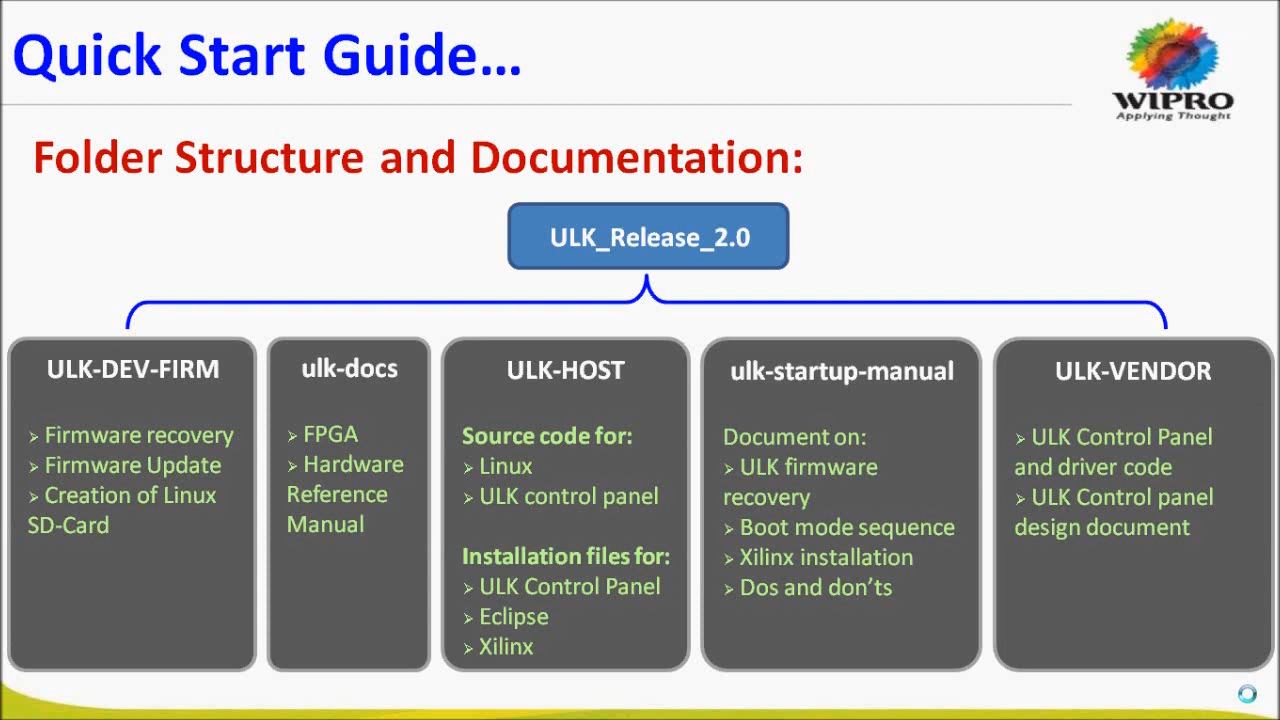 Quick Start Guide...
WIPRO
Applying Thought
Folder Structure and Documentation:
ULK_Release_2.0
ULK-DEV-FIRM
➢ Firmware recovery
➢ Firmware Update
➢ Creation of Linux
SD-Card
ulk-docs
➢ FPGA
➢ Hardware
Reference
Manual
ULK-HOST
Source code for:
➢ Linux
➢ ULK control panel
Installation files for:
➢ ULK Control Panel
➢ Eclipse
➢ Xilinx
ulk-startup-manual
Document on:
➢ ULK firmware
recovery
➢ Boot mode sequence
➢ Xilinx installation
➢ Dos and don’ts
ULK-VENDOR
➢ ULK Control Panel
and driver code
➢ ULK Control panel
design document